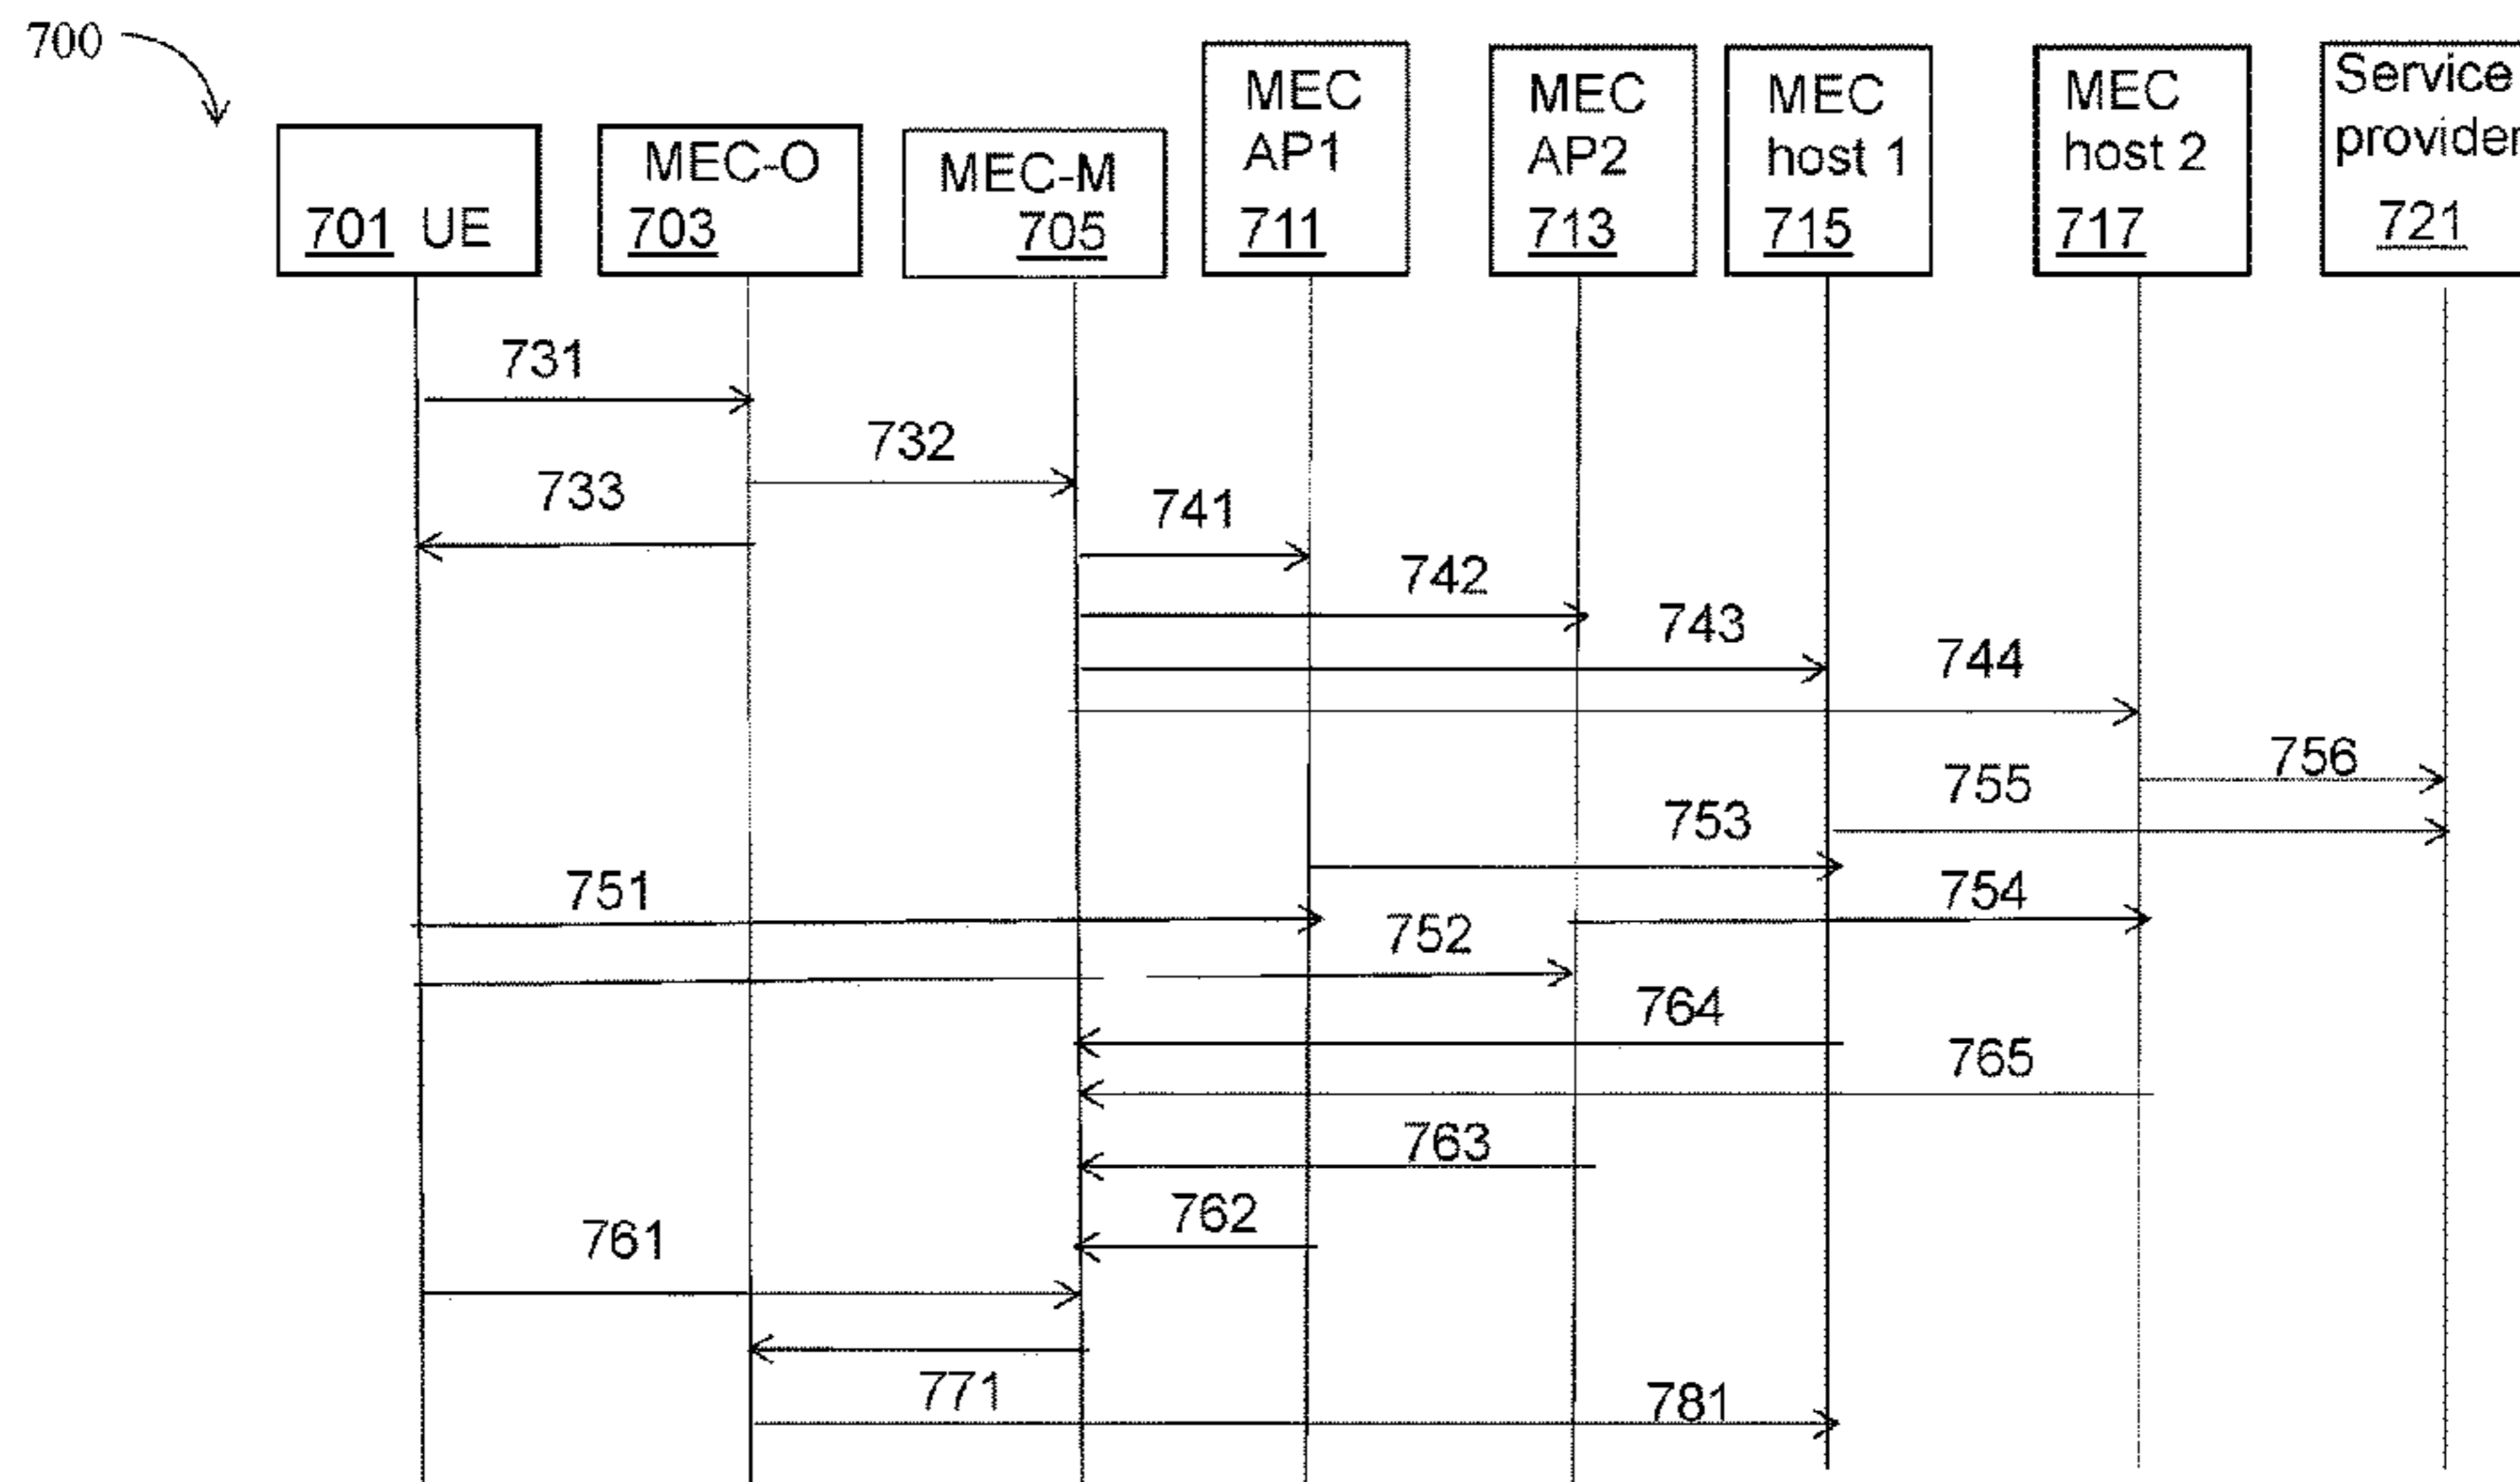 700
701 UE
MEC-O
703
MEC-M
705
MEC
AP1
711
MEC
AP2
713
MEC
host 1
715
MEC
host 2
717
Service
provider
721
731
732
733
741
742
743
744
756
755
753
751
754
752
764
765
763
762
761
771
781